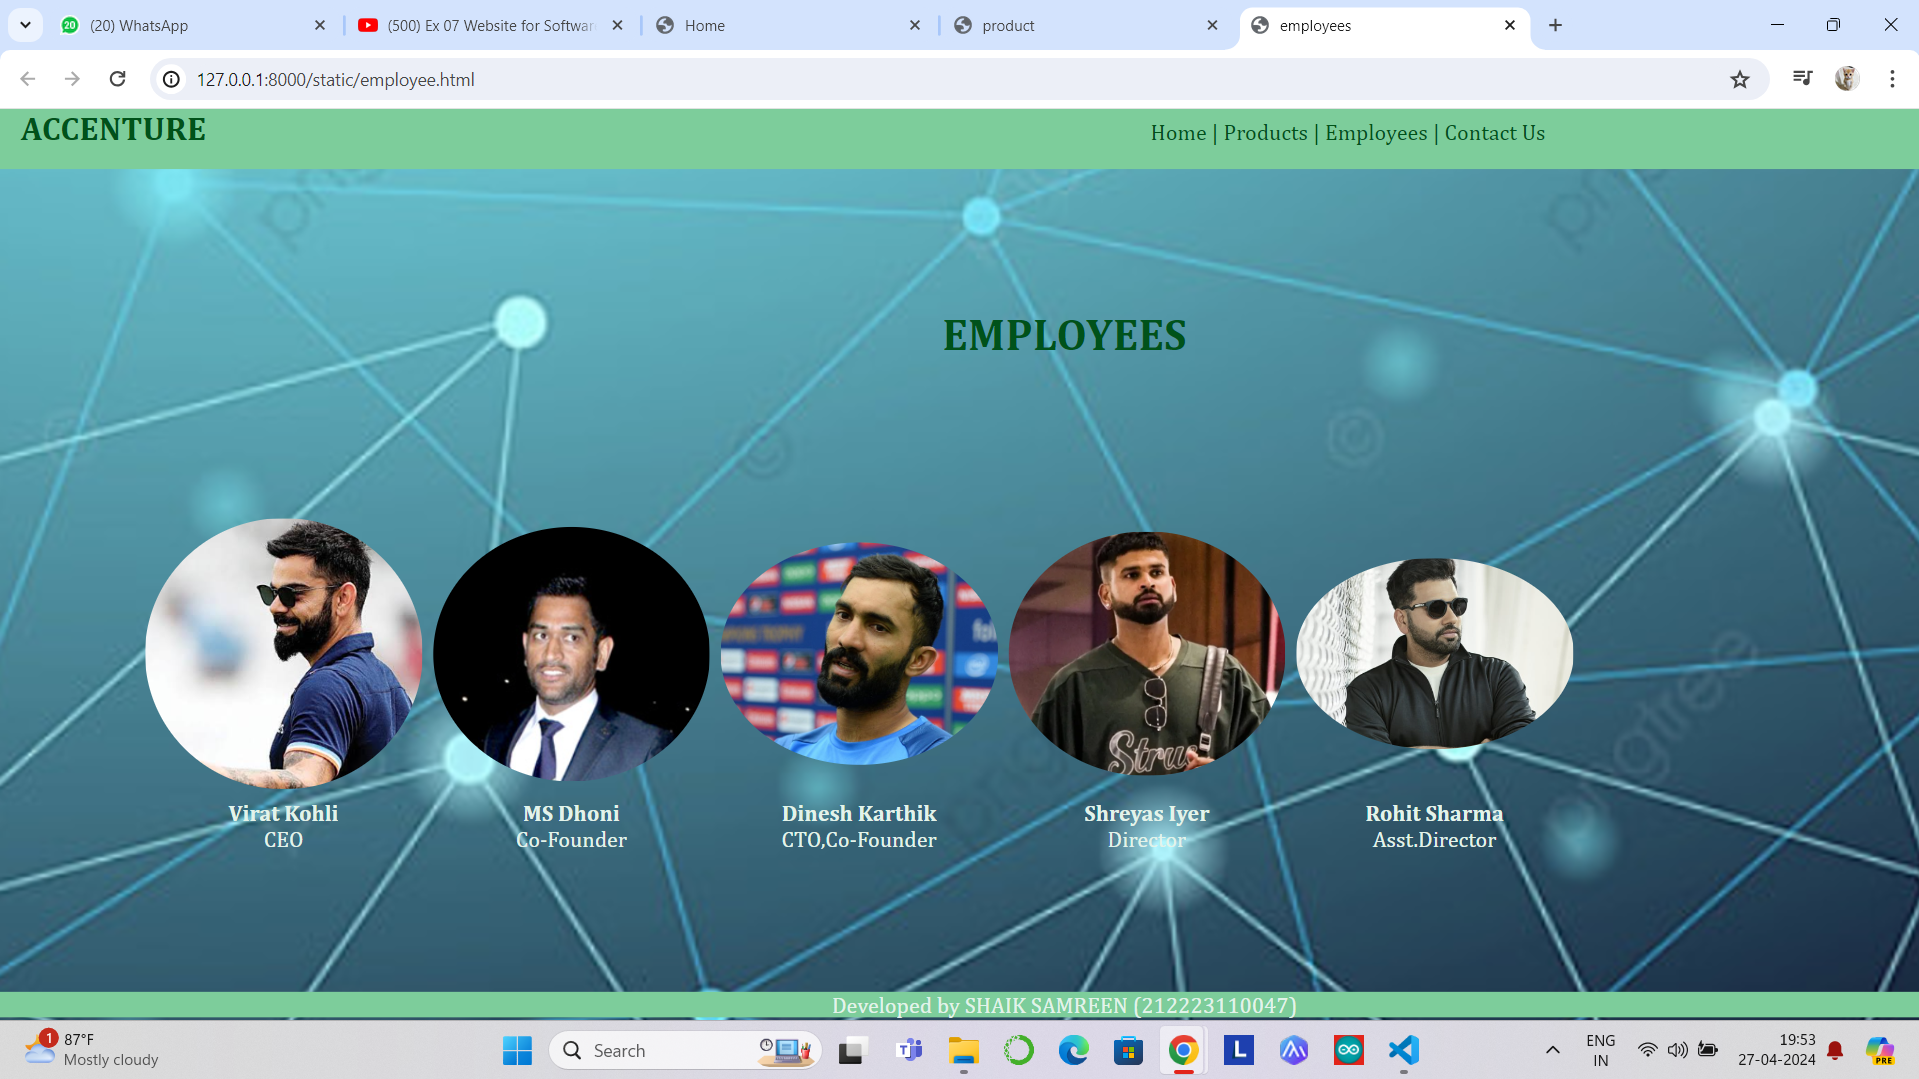 (20) WhatsApp
(500) Ex 07 Website for Softwar
Home
product
employees
127.0.0.1:8000/static/employee.html
ACCENTURE
Home | Products | Employees | Contact Us
EMPLOYEES
Virat Kohli
CEO
MS Dhoni
Co-Founder
Dinesh Karthik
CTO,Co-Founder
Shreyas Iyer
Director
Rohit Sharma
Asst.Director
Developed by SHAIK SAMREEN (212223110047)
1
87°F
Mostly cloudy
Search
L
PRE
ENG
IN
19:53
27-04-2024